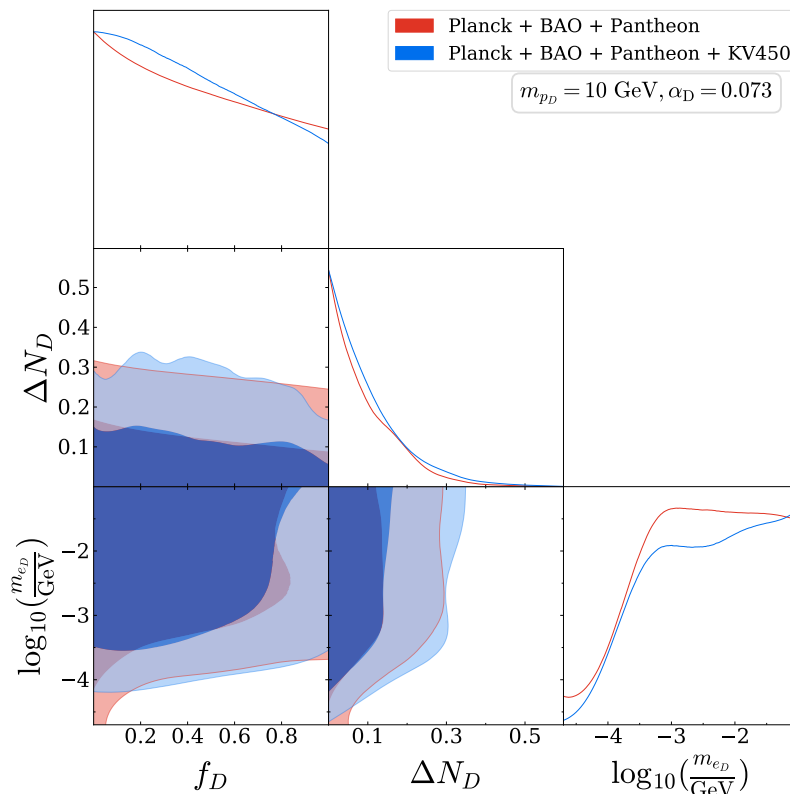 Planck + BAO + Pantheon
Planck + BAO + Pantheon + KV450
m_{p_D} = 10 GeV, α_D = 0.073
0.5
0.4
0.3
0.2
0.1
ΔN_D
−2
−3
−4
log₁₀(m_{e_D}/GeV)
0.2 0.4 0.6 0.8
0.1 0.3 0.5
−4 −3 −2
f_D
ΔN_D
log₁₀(m_{e_D}/GeV)